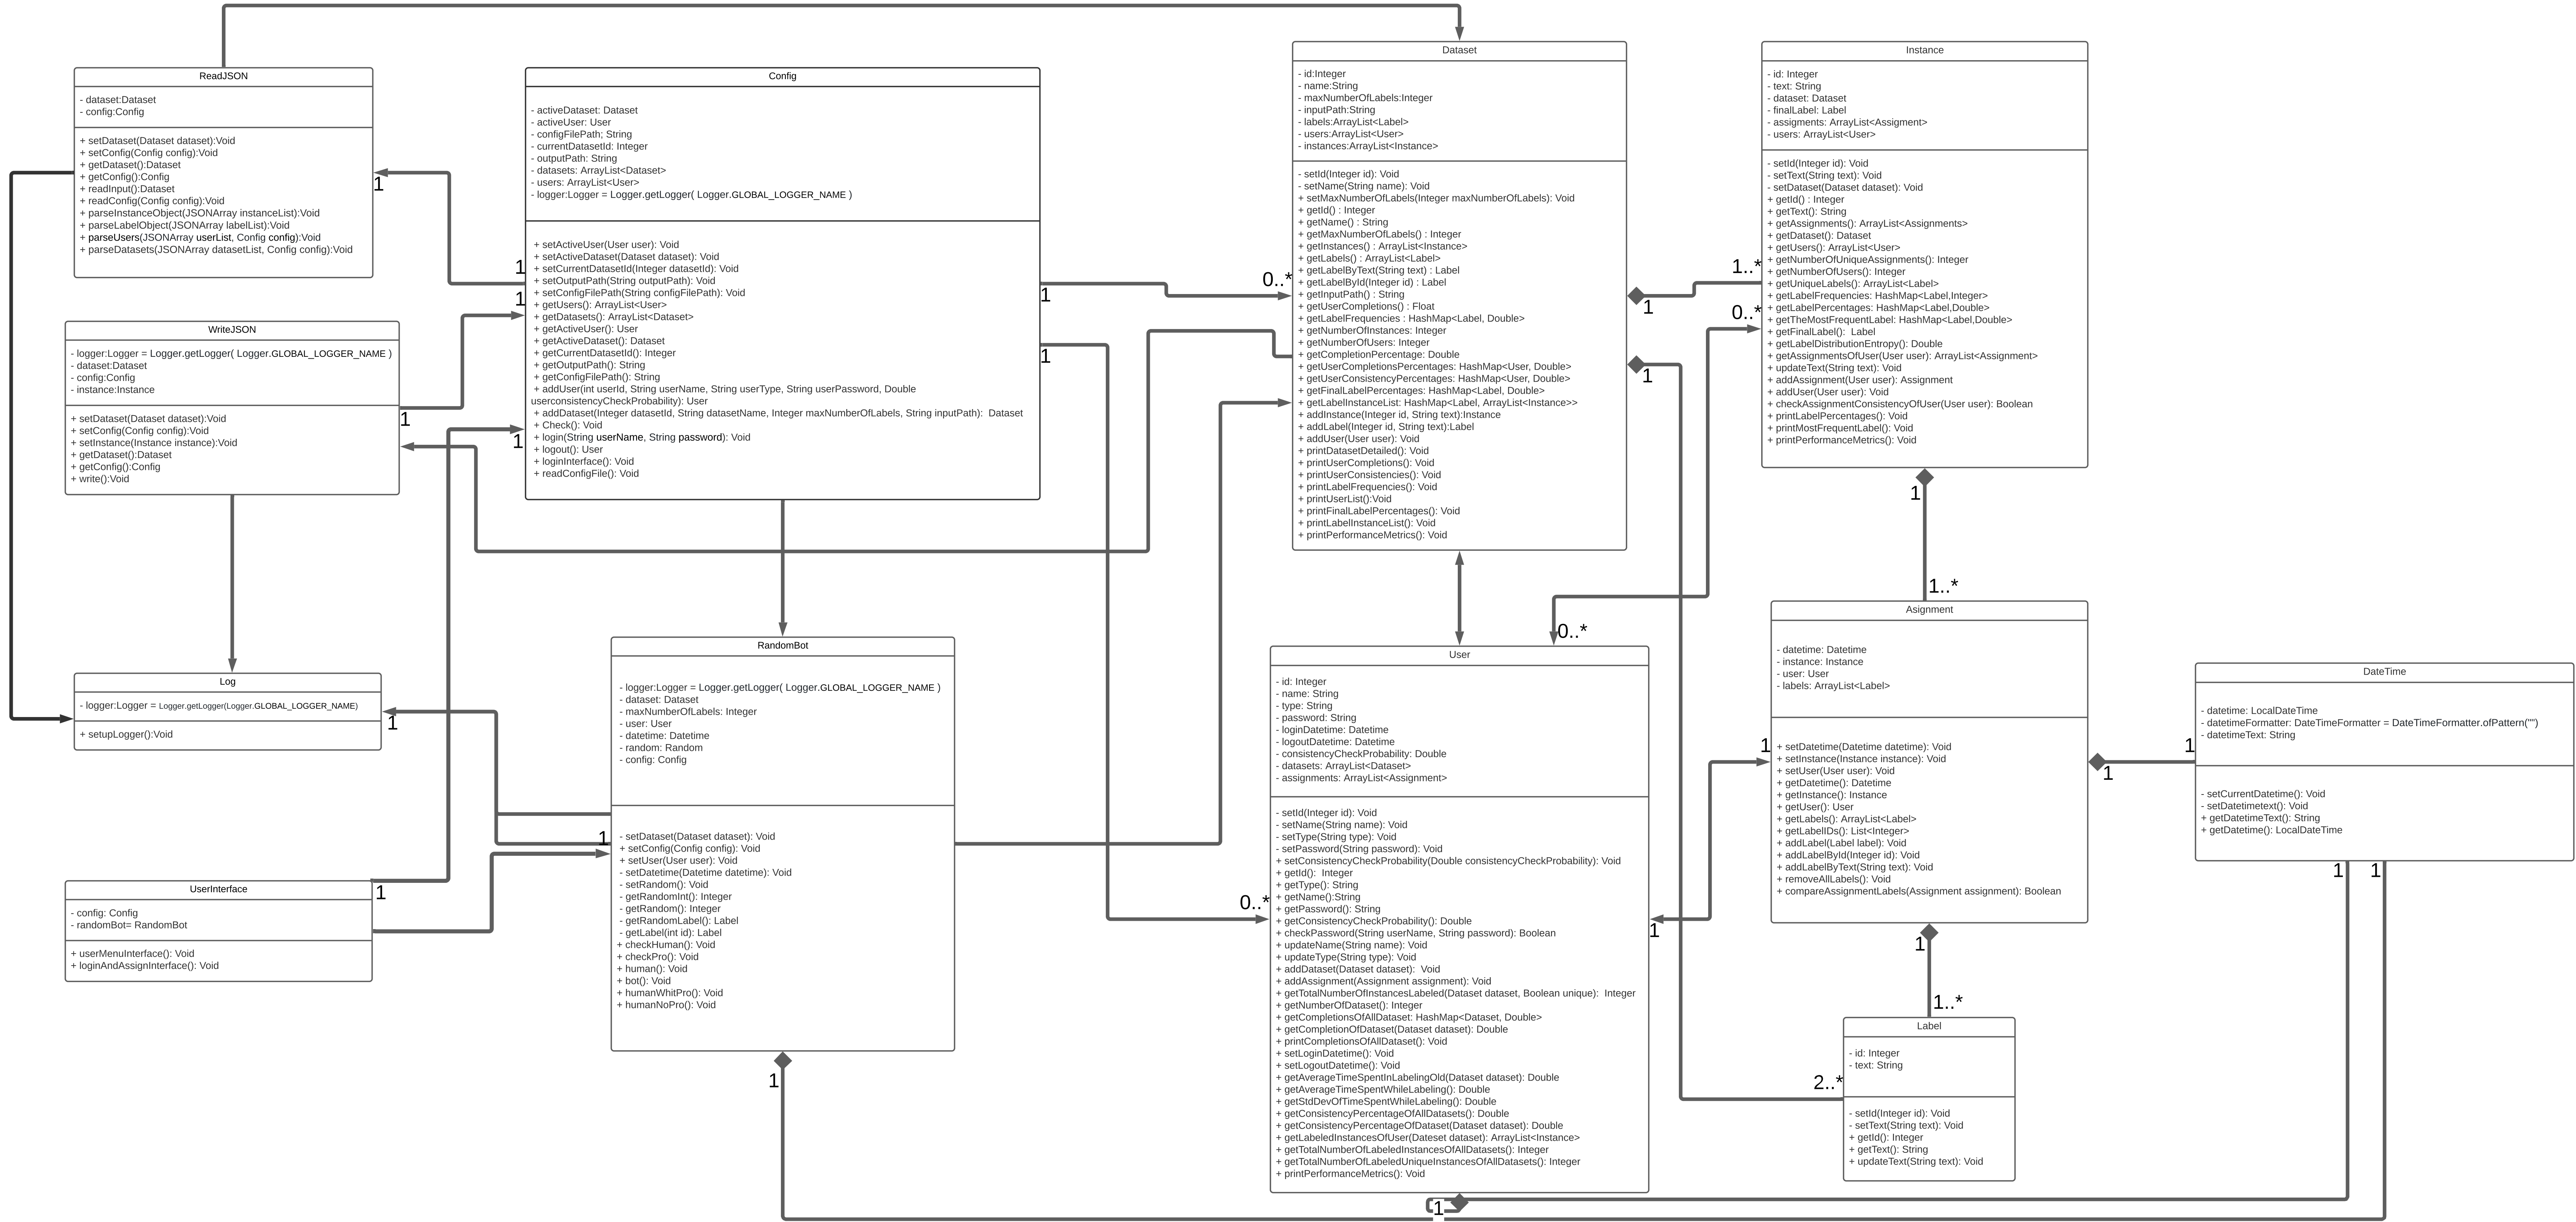 ReadJSON
- dataset:Dataset
- config:Config
+ setDataset(Dataset dataset):Void
+ setConfig(Config config):Void
+ getDataset():Dataset
+ getConfig():Config
+ readInput():Dataset
+ readConfig(Config config):Void
+ parseInstanceObject(JSONArray instanceList):Void
+ parseLabelObject(JSONArray labelList):Void
+ parseUsers(JSONArray userList, Config config):Void
+ parseDatasets(JSONArray datasetList, Config config):Void
1
WriteJSON
- logger:Logger = Logger.getLogger( Logger.GLOBAL_LOGGER_NAME )
- dataset:Dataset
- config:Config
- instance:Instance
+ setDataset(Dataset dataset):Void
+ setConfig(Config config):Void
+ setInstance(Instance instance):Void
+ getDataset():Dataset
+ getConfig():Config
+ write():Void
1
Log
- logger:Logger = Logger.getLogger(Logger.GLOBAL_LOGGER_NAME)
+ setupLogger():Void
1
UserInterface
- config: Config
- randomBot= RandomBot
+ userMenuInterface(): Void
+ loginAndAssignInterface(): Void
1
Config
- activeDataset: Dataset
- activeUser: User
- configFilePath; String
- currentDatasetId: Integer
- outputPath: String
- datasets: ArrayList<Dataset>
- users: ArrayList<User>
- logger:Logger = Logger.getLogger( Logger.GLOBAL_LOGGER_NAME )
+ setActiveUser(User user): Void
+ setActiveDataset(Dataset dataset): Void
+ setCurrentDatasetId(Integer datasetId): Void
+ setOutputPath(String outputPath): Void
+ setConfigFilePath(String configFilePath): Void
+ getUsers(): ArrayList<User>
+ getDatasets(): ArrayList<Dataset>
+ getActiveUser(): User
+ getActiveDataset(): Dataset
+ getCurrentDatasetId(): Integer
+ getOutputPath(): String
+ getConfigFilePath(): String
+ addUser(int userId, String userName, String userType, String userPassword, Double
userconsistencyCheckProbability): User
+ addDataset(Integer datasetId, String datasetName, Integer maxNumberOfLabels, String inputPath):  Dataset
+ Check(): Void
+ login(String userName, String password): Void
+ logout(): User
+ loginInterface(): Void
+ readConfigFile(): Void
1
1
1
1
1
RandomBot
- logger:Logger = Logger.getLogger( Logger.GLOBAL_LOGGER_NAME )
- dataset: Dataset
- maxNumberOfLabels: Integer
- user: User
- datetime: Datetime
- random: Random
- config: Config
- setDataset(Dataset dataset): Void
+ setConfig(Config config): Void
+ setUser(User user): Void
- setDatetime(Datetime datetime): Void
- setRandom(): Void
- getRandomInt(): Integer
- getRandom(): Integer
- getRandomLabel(): Label
- getLabel(int id): Label
+ checkHuman(): Void
+ checkPro(): Void
+ human(): Void
+ bot(): Void
+ humanWhitPro(): Void
+ humanNoPro(): Void
1
1
Dataset
- id:Integer
- name:String
- maxNumberOfLabels:Integer
- inputPath:String
- labels:ArrayList<Label>
- users:ArrayList<User>
- instances:ArrayList<Instance>
- setId(Integer id): Void
- setName(String name): Void
+ setMaxNumberOfLabels(Integer maxNumberOfLabels): Void
+ getId() : Integer
+ getName() : String
+ getMaxNumberOfLabels() : Integer
+ getInstances() : ArrayList<Instance>
+ getLabels() : ArrayList<Label>
+ getLabelByText(String text) : Label
+ getLabelById(Integer id) : Label
+ getInputPath() : String
+ getUserCompletions() : Float
+ getLabelFrequencies : HashMap<Label, Double>
+ getNumberOfInstances: Integer
+ getNumberOfUsers: Integer
+ getCompletionPercentage: Double
+ getUserCompletionsPercentages: HashMap<User, Double>
+ getUserConsistencyPercentages: HashMap<User, Double>
+ getFinalLabelPercentages: HashMap<Label, Double>
+ getLabelInstanceList: HashMap<Label, ArrayList<Instance>>
+ addInstance(Integer id, String text):Instance
+ addLabel(Integer id, String text):Label
+ addUser(User user): Void
+ printDatasetDetailed(): Void
+ printUserCompletions(): Void
+ printUserConsistencies(): Void
+ printLabelFrequencies(): Void
+ printUserList():Void
+ printFinalLabelPercentages(): Void
+ printLabelInstanceList(): Void
+ printPerformanceMetrics(): Void
0..*
1
1
User
- id: Integer
- name: String
- type: String
- password: String
- loginDatetime: Datetime
- logoutDatetime: Datetime
- consistencyCheckProbability: Double
- datasets: ArrayList<Dataset>
- assignments: ArrayList<Assignment>
- setId(Integer id): Void
- setName(String name): Void
- setType(String type): Void
- setPassword(String password): Void
+ setConsistencyCheckProbability(Double consistencyCheckProbability): Void
+ getId():  Integer
+ getType(): String
+ getName():String
+ getPassword(): String
+ getConsistencyCheckProbability(): Double
+ checkPassword(String userName, String password): Boolean
+ updateName(String name): Void
+ updateType(String type): Void
+ addDataset(Dataset dataset):  Void
+ addAssignment(Assignment assignment): Void
+ getTotalNumberOfInstancesLabeled(Dataset dataset, Boolean unique):  Integer
+ getNumberOfDataset(): Integer
+ getCompletionsOfAllDataset: HashMap<Dataset, Double>
+ getCompletionOfDataset(Dataset dataset): Double
+ printCompletionsOfAllDataset(): Void
+ setLoginDatetime(): Void
+ setLogoutDatetime(): Void
+ getAverageTimeSpentInLabelingOld(Dataset dataset): Double
+ getAverageTimeSpentWhileLabeling(): Double
+ getStdDevOfTimeSpentWhileLabeling(): Double
+ getConsistencyPercentageOfAllDatasets(): Double
+ getConsistencyPercentageOfDataset(Dataset dataset): Double
+ getLabeledInstancesOfUser(Dateset dataset): ArrayList<Instance>
+ getTotalNumberOfLabeledInstancesOfAllDatasets(): Integer
+ getTotalNumberOfLabeledUniqueInstancesOfAllDatasets(): Integer
+ printPerformanceMetrics(): Void
0..*
0..*
1
1
Instance
- id: Integer
- text: String
- dataset: Dataset
- finalLabel: Label
- assigments: ArrayList<Assigment>
- users: ArrayList<User>
- setId(Integer id): Void
- setText(String text): Void
- setDataset(Dataset dataset): Void
+ getId() : Integer
+ getText(): String
+ getAssignments(): ArrayList<Assignments>
+ getDataset(): Dataset
+ getUsers(): ArrayList<User>
+ getNumberOfUniqueAssignments(): Integer
+ getNumberOfUsers(): Integer
+ getUniqueLabels(): ArrayList<Label>
+ getLabelFrequencies: HashMap<Label,Integer>
+ getLabelPercentages: HashMap<Label,Double>
+ getTheMostFrequentLabel: HashMap<Label,Double>
+ getFinalLabel():  Label
+ getLabelDistributionEntropy(): Double
+ getAssignmentsOfUser(User user): ArrayList<Assignment>
+ updateText(String text): Void
+ addAssignment(User user): Assignment
+ addUser(User user): Void
+ checkAssignmentConsistencyOfUser(User user): Boolean
+ printLabelPercentages(): Void
+ printMostFrequentLabel(): Void
+ printPerformanceMetrics(): Void
1..*
0..*
1
1..*
Asignment
- datetime: Datetime
- instance: Instance
- user: User
- labels: ArrayList<Label>
+ setDatetime(Datetime datetime): Void
+ setInstance(Instance instance): Void
+ setUser(User user): Void
+ getDatetime(): Datetime
+ getInstance(): Instance
+ getUser(): User
+ getLabels(): ArrayList<Label>
+ getLabelIDs(): List<Integer>
+ addLabel(Label label): Void
+ addLabelById(Integer id): Void
+ addLabelByText(String text): Void
+ removeAllLabels(): Void
+ compareAssignmentLabels(Assignment assignment): Boolean
1
1
1
1..*
Label
- id: Integer
- text: String
- setId(Integer id): Void
- setText(String text): Void
+ getId(): Integer
+ getText(): String
+ updateText(String text): Void
2..*
DateTime
- datetime: LocalDateTime
- datetimeFormatter: DateTimeFormatter = DateTimeFormatter.ofPattern("")
- datetimeText: String
- setCurrentDatetime(): Void
- setDatetimetext(): Void
+ getDatetimeText(): String
+ getDatetime(): LocalDateTime
1
1
1